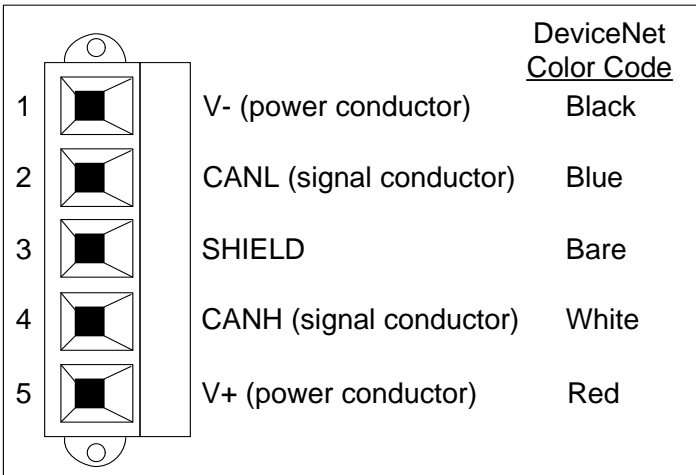 DeviceNet
Color Code
1 V- (power conductor) Black
2 CANL (signal conductor) Blue
3 SHIELD Bare
4 CANH (signal conductor) White
5 V+ (power conductor) Red